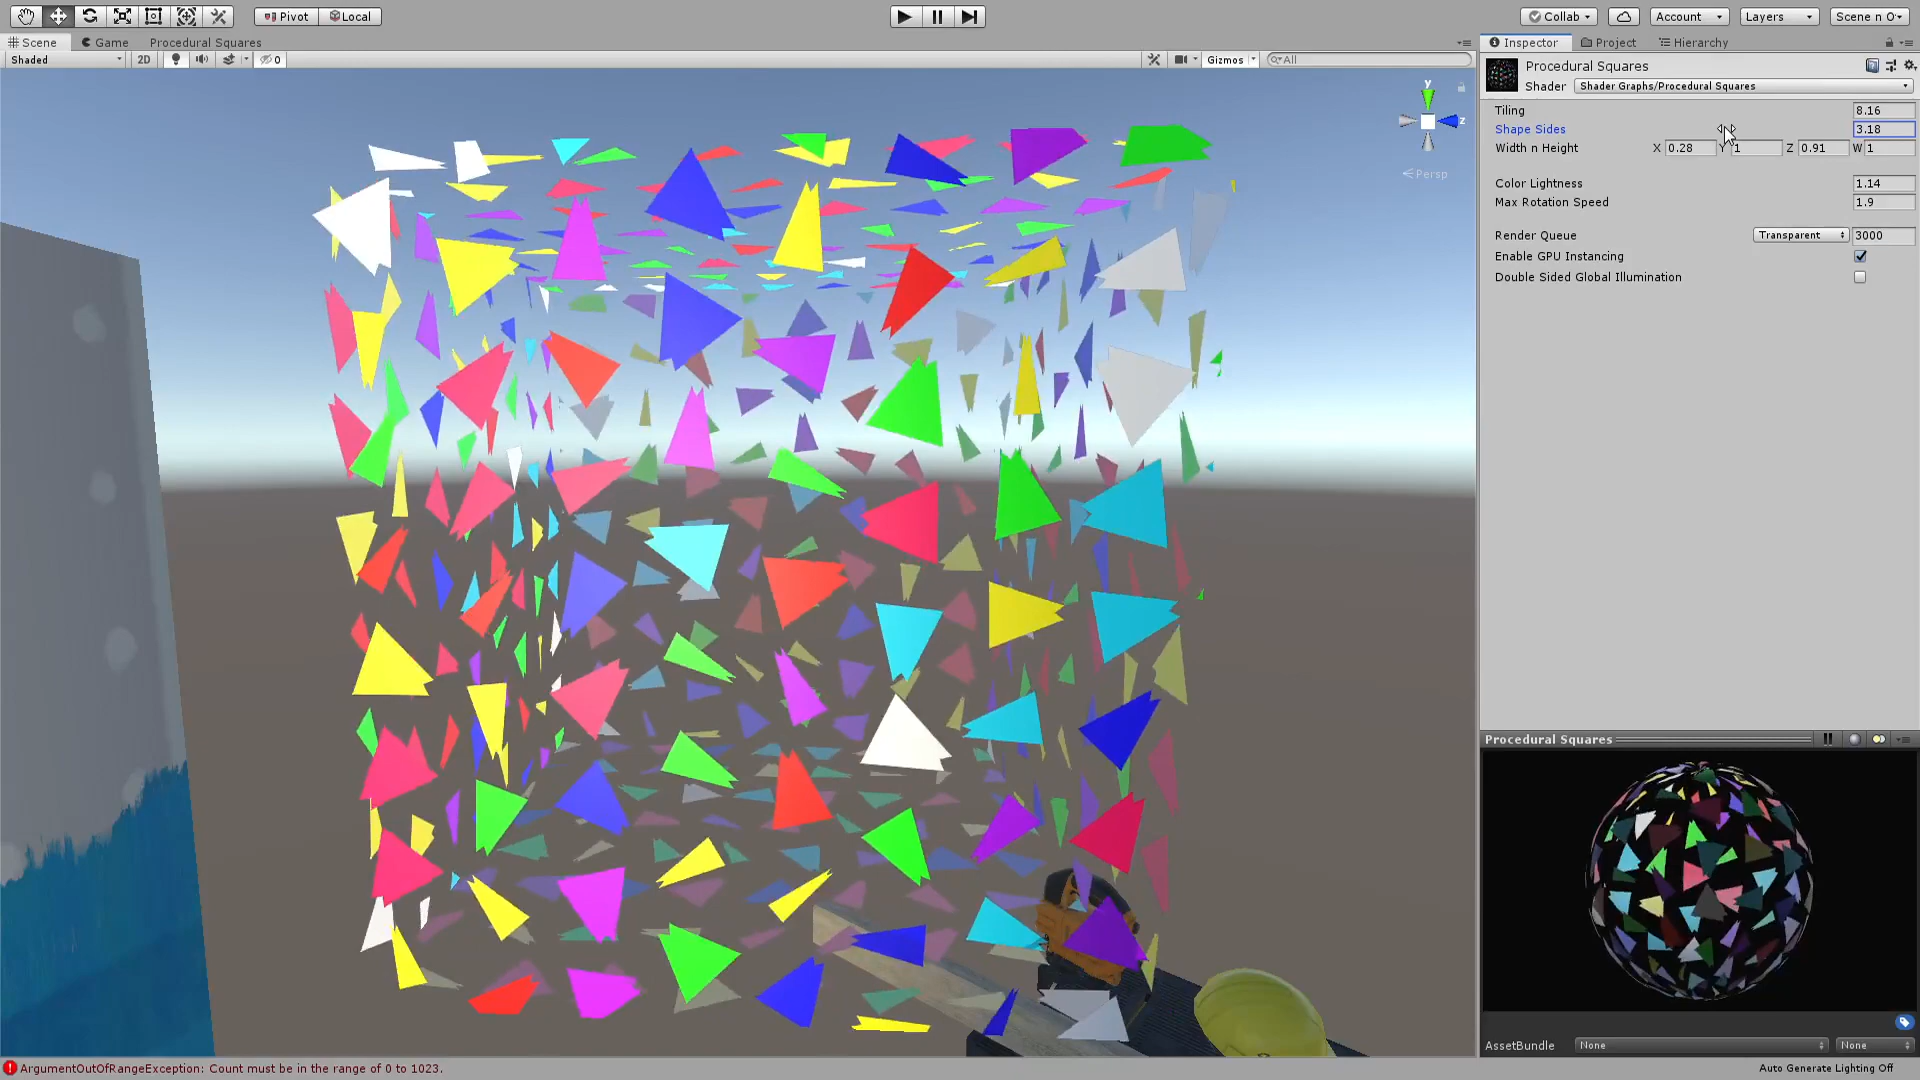 Pivot Local
Collab Account Layers Scene n O
Scene Game Procedural Squares
Inspector Project Hierarchy
Shaded 2D 0 Gizmos All
Procedural Squares
Shader Shader Graphs/Procedural Squares
Tiling 8.16
Shape Sides 3.18
Width n Height X 0.28 Y 1 Z 0.91 W 1
Color Lightness 1.14
Max Rotation Speed 1.9
Render Queue Transparent 3000
Enable GPU Instancing
Double Sided Global Illumination
y
z
Persp
Procedural Squares
AssetBundle None None
ArgumentOutOfRangeException: Count must be in the range of 0 to 1023.
Auto Generate Lighting Off